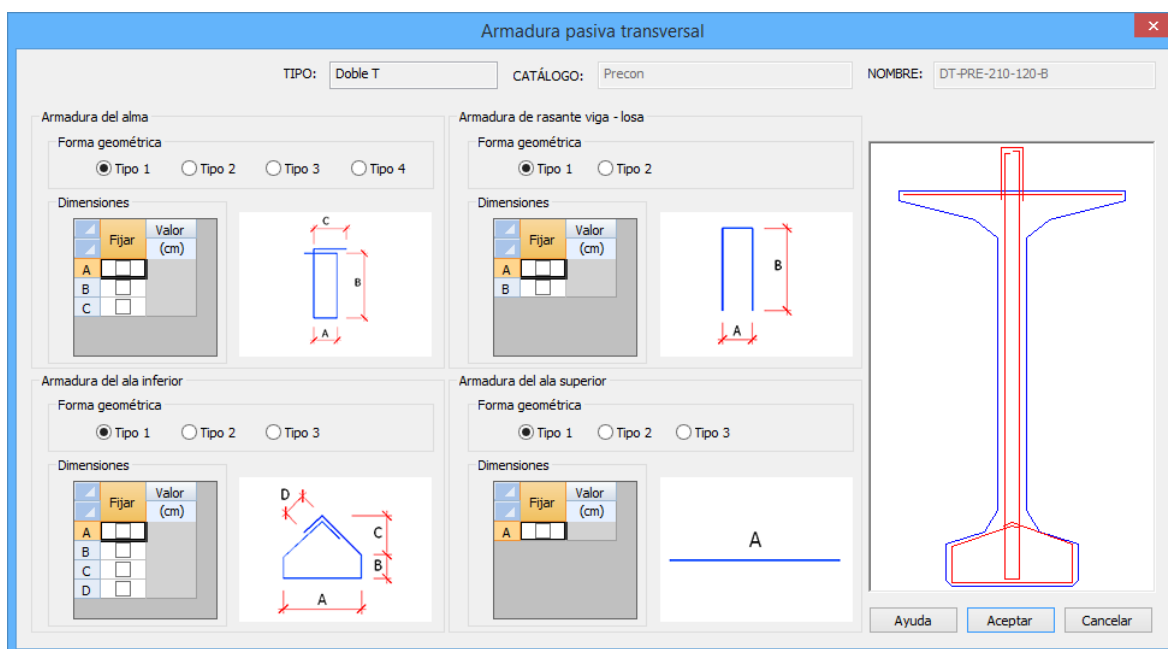 Armadura pasiva transversal
TIPO: Doble T CATÁLOGO: Precon NOMBRE: DT-PRE-210-120-B
Armadura del alma
Forma geométrica
Tipo 1 Tipo 2 Tipo 3 Tipo 4
Dimensiones
Fijar Valor
(cm)
A
B
C
C
B
A
Armadura de rasante viga - losa
Forma geométrica
Tipo 1 Tipo 2
Dimensiones
Fijar Valor
(cm)
A
B
B
A
Armadura del ala inferior
Forma geométrica
Tipo 1 Tipo 2 Tipo 3
Dimensiones
Fijar Valor
(cm)
A
B
C
D
D
C
B
A
Armadura del ala superior
Forma geométrica
Tipo 1 Tipo 2 Tipo 3
Dimensiones
Fijar Valor
(cm)
A
A
Ayuda Aceptar Cancelar